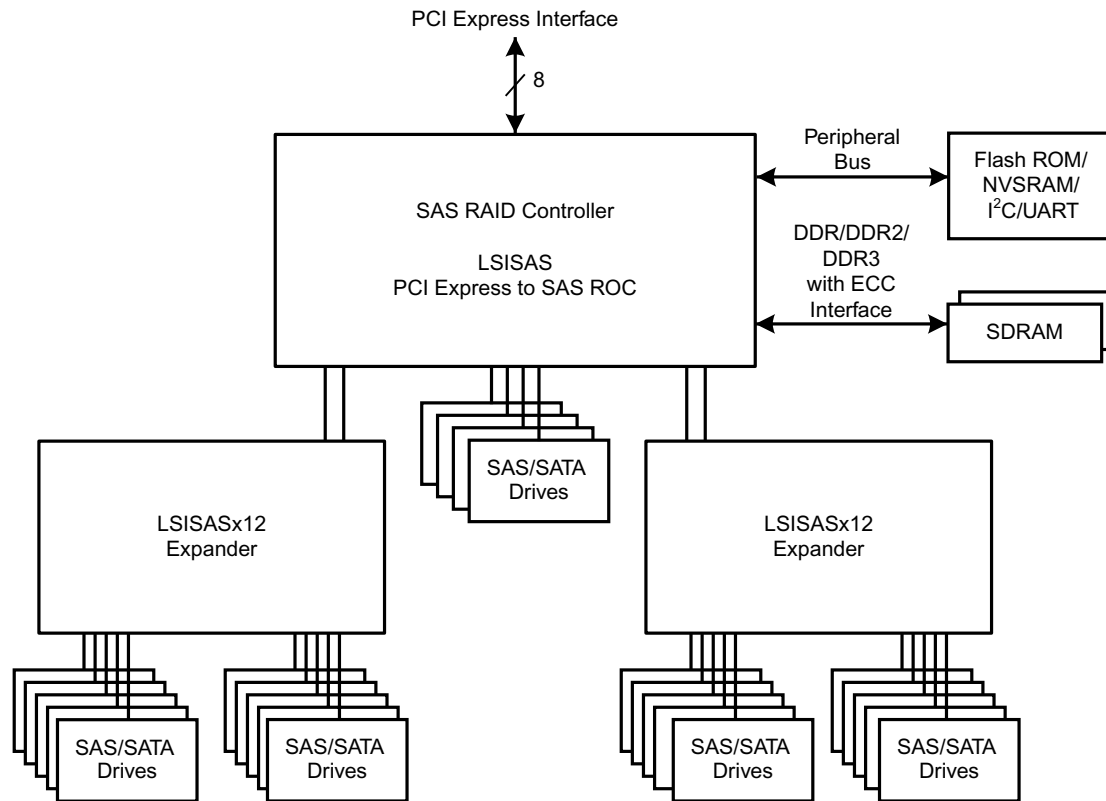 PCI Express Interface
8
Peripheral
Bus
Flash ROM/
NVSRAM/
I²C/UART
SAS RAID Controller
LSISAS
PCI Express to SAS ROC
DDR/DDR2/
DDR3
with ECC
Interface
SDRAM
SAS/SATA
Drives
LSISASx12
Expander
LSISASx12
Expander
SAS/SATA
Drives
SAS/SATA
Drives
SAS/SATA
Drives
SAS/SATA
Drives